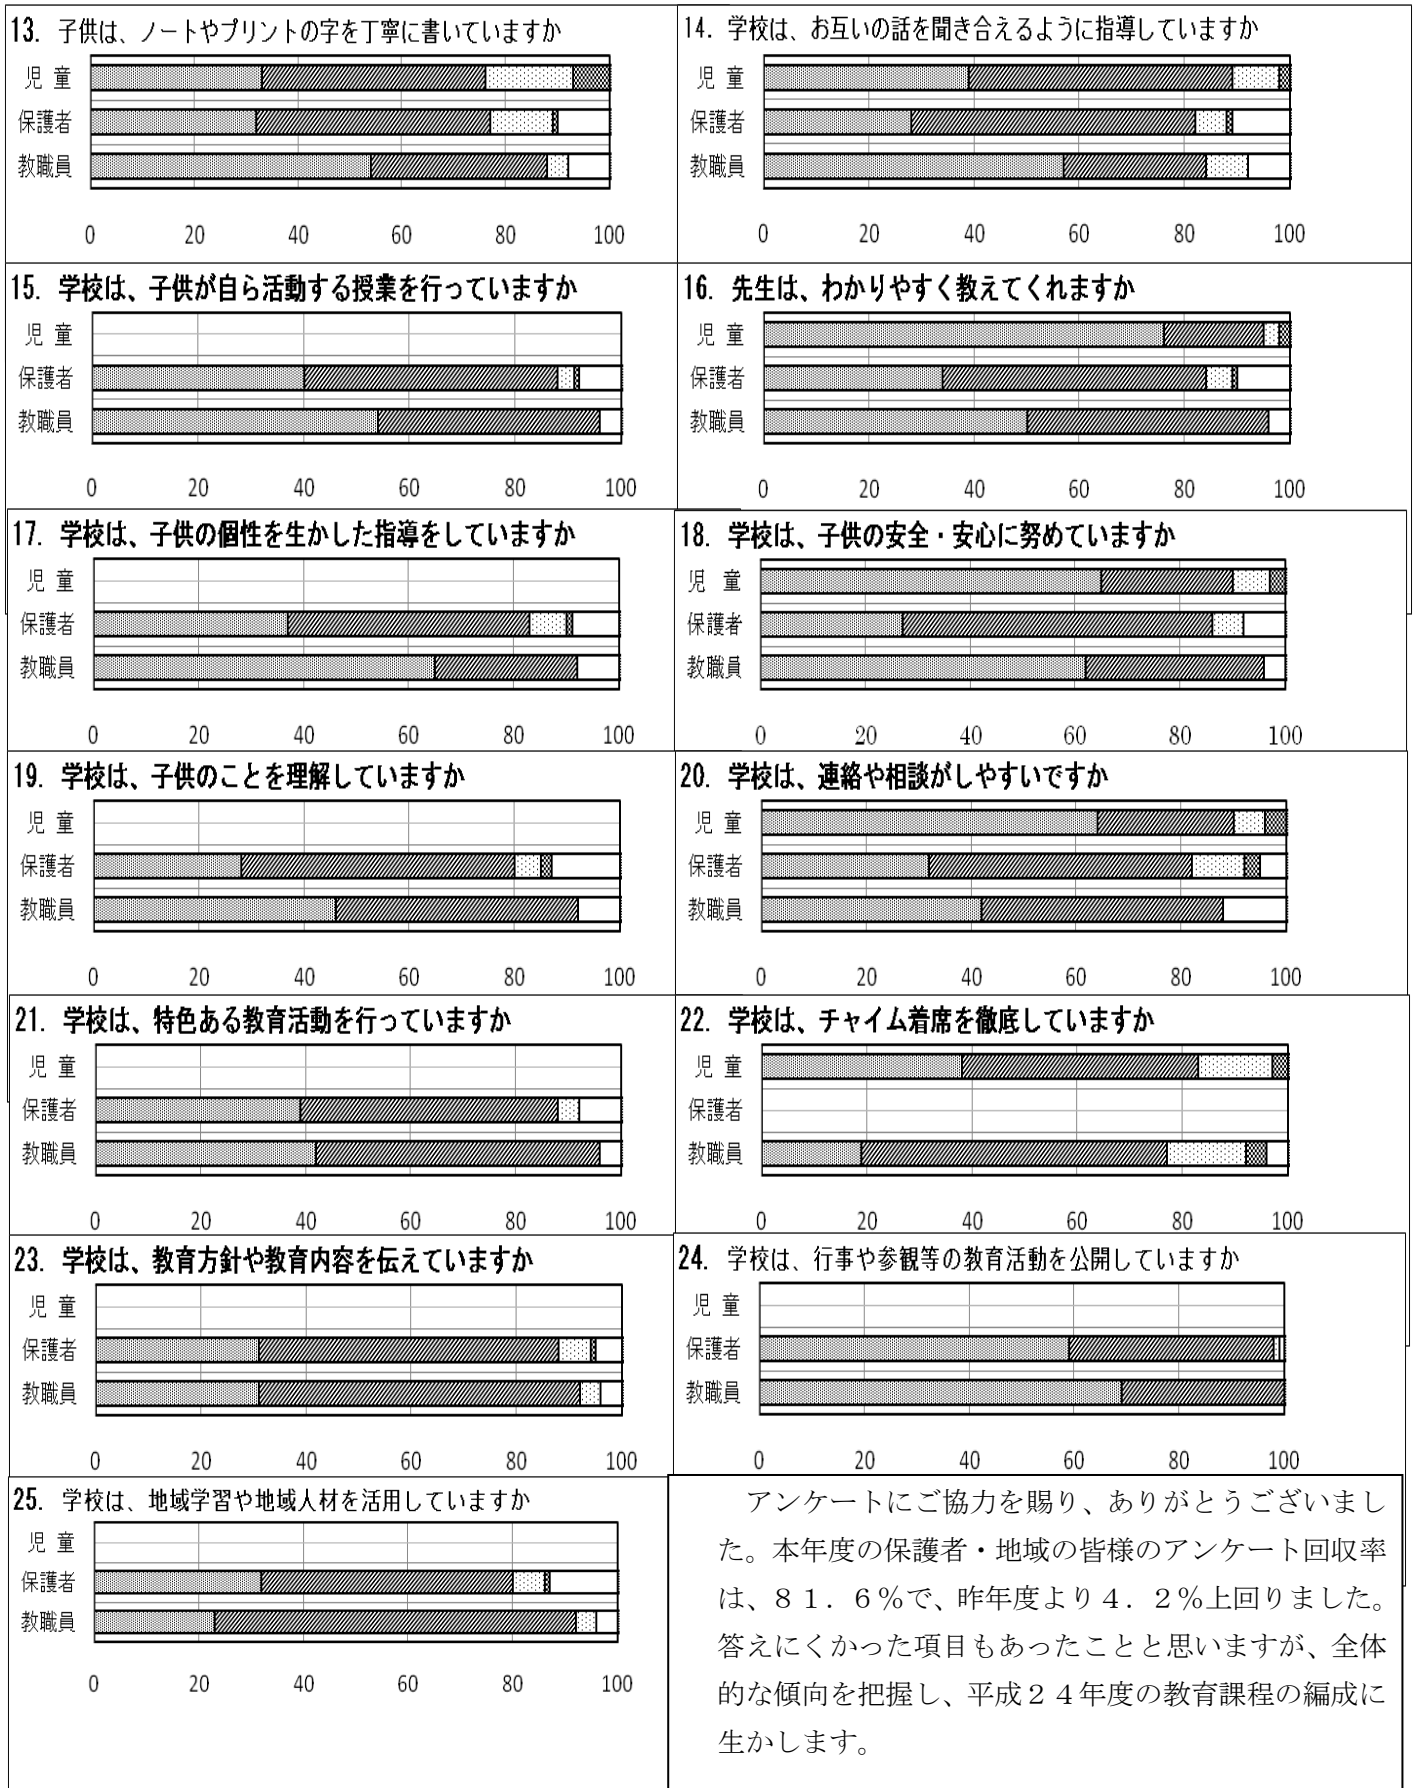 13. 子供は、ノートやプリントの字を丁寧に書いていますか
児 童
保護者
教職員
0 20 40 60 80 100
14. 学校は、お互いの話を聞き合えるように指導していますか
児 童
保護者
教職員
0 20 40 60 80 100
15. 学校は、子供が自ら活動する授業を行っていますか
児 童
保護者
教職員
0 20 40 60 80 100
16. 先生は、わかりやすく教えてくれますか
児 童
保護者
教職員
0 20 40 60 80 100
17. 学校は、子供の個性を生かした指導をしていますか
児 童
保護者
教職員
0 20 40 60 80 100
18. 学校は、子供の安全・安心に努めていますか
児 童
保護者
教職員
0 20 40 60 80 100
19. 学校は、子供のことを理解していますか
児 童
保護者
教職員
0 20 40 60 80 100
20. 学校は、連絡や相談がしやすいですか
児 童
保護者
教職員
0 20 40 60 80 100
21. 学校は、特色ある教育活動を行っていますか
児 童
保護者
教職員
0 20 40 60 80 100
22. 学校は、チャイム着席を徹底していますか
児 童
保護者
教職員
0 20 40 60 80 100
23. 学校は、教育方針や教育内容を伝えていますか
児 童
保護者
教職員
0 20 40 60 80 100
24. 学校は、行事や参観等の教育活動を公開していますか
児 童
保護者
教職員
0 20 40 60 80 100
25. 学校は、地域学習や地域人材を活用していますか
児 童
保護者
教職員
0 20 40 60 80 100
アンケートにご協力を賜り、ありがとうございまし
た。本年度の保護者・地域の皆様のアンケート回収率
は、８１．６％で、昨年度より４．２％上回りました。
答えにくかった項目もあったことと思いますが、全体
的な傾向を把握し、平成２４年度の教育課程の編成に
生かします。